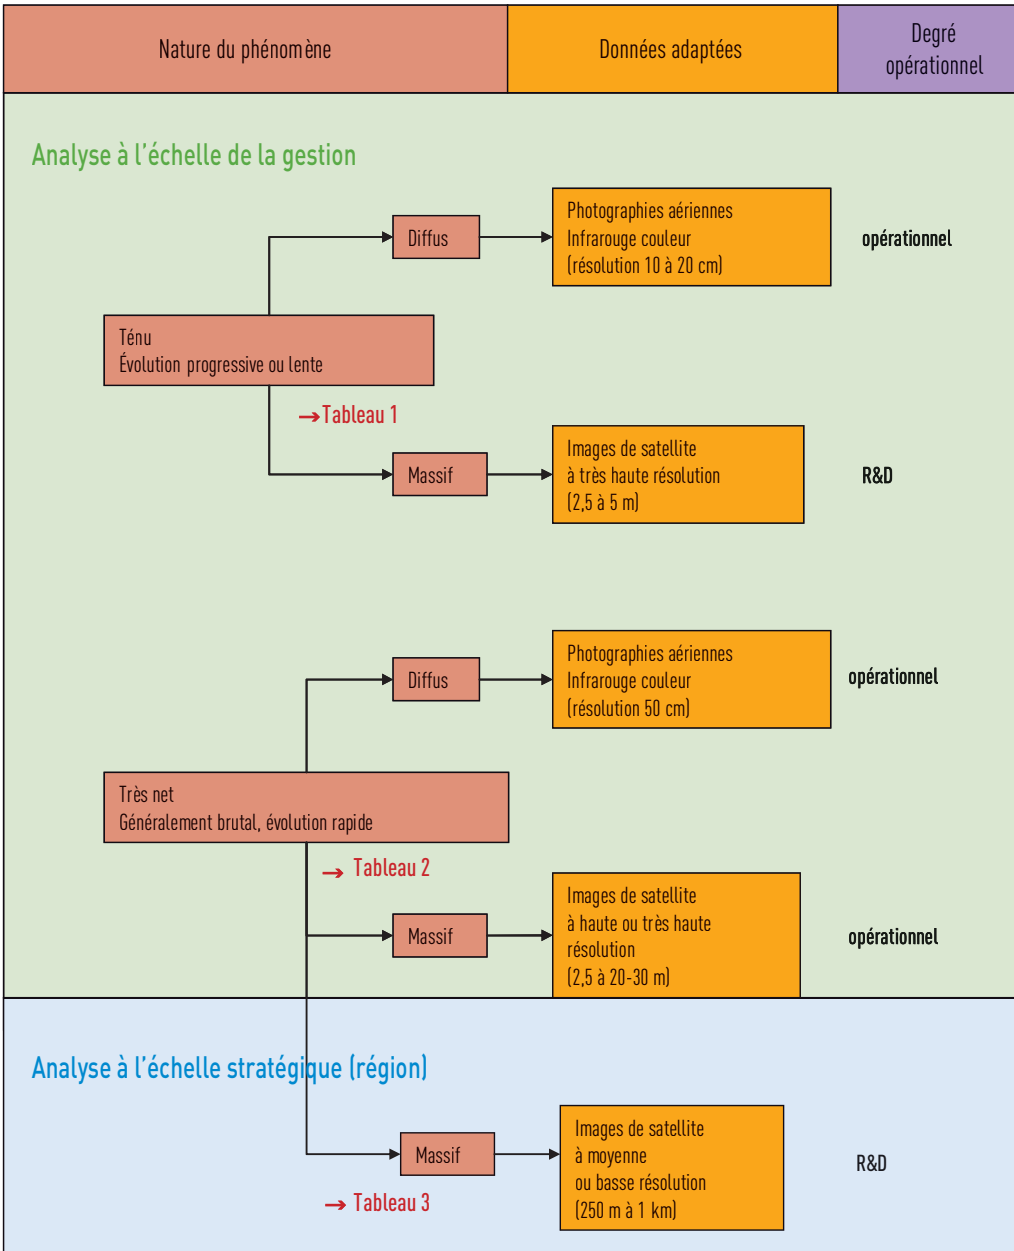 Nature du phénomène
Données adaptées
Degré
opérationnel
Analyse à l'échelle de la gestion
Diffus
Photographies aériennes
Infrarouge couleur
(résolution 10 à 20 cm)
opérationnel
Ténu
Évolution progressive ou lente
→Tableau 1
Massif
Images de satellite
à très haute résolution
(2,5 à 5 m)
R&D
Diffus
Photographies aériennes
Infrarouge couleur
(résolution 50 cm)
opérationnel
Très net
Généralement brutal, évolution rapide
→ Tableau 2
Massif
Images de satellite
à haute ou très haute
résolution
(2,5 à 20-30 m)
opérationnel
Analyse à l'échelle stratégique (région)
Massif
Images de satellite
à moyenne
ou basse résolution
(250 m à 1 km)
R&D
→ Tableau 3